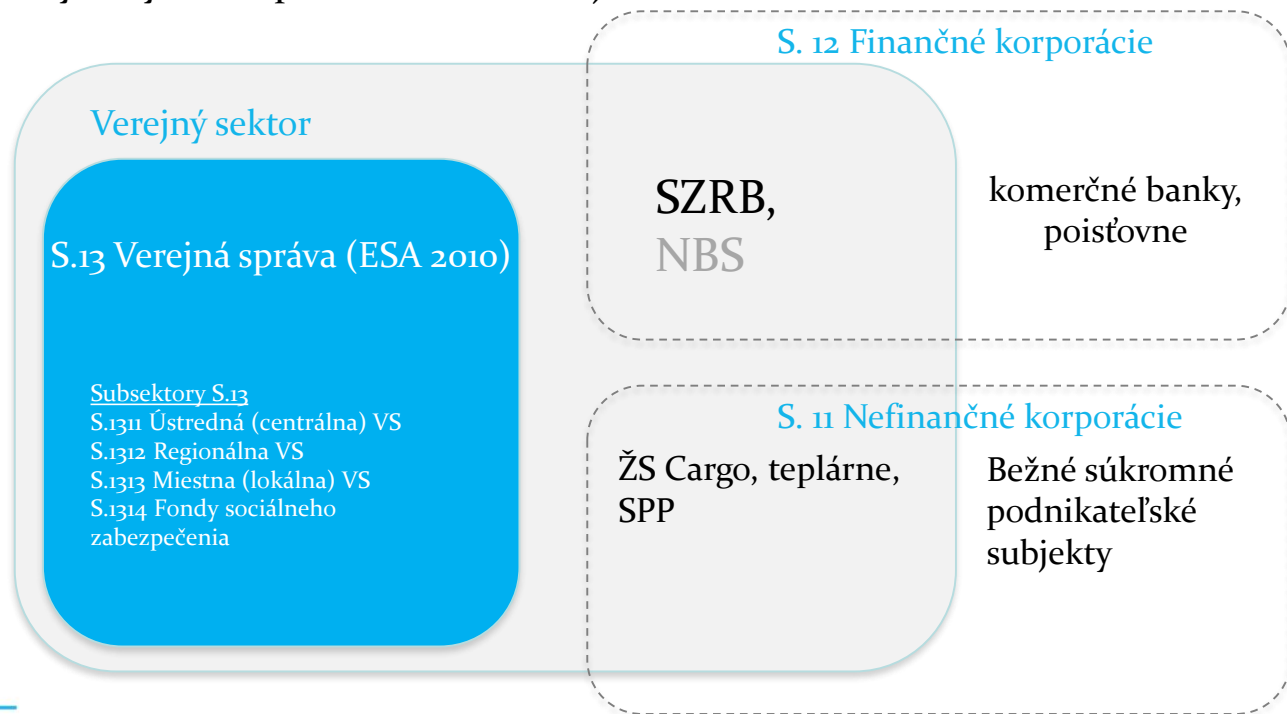 S. 12 Finančné korporácie
Verejný sektor
SZRB,
NBS
komerčné banky,
poisťovne
S.13 Verejná správa (ESA 2010)
Subsektory S.13
S.1311 Ústredná (centrálna) VS
S.1312 Regionálna VS
S.1313 Miestna (lokálna) VS
S.1314 Fondy sociálneho
zabezpečenia
S. 11 Nefinančné korporácie
ŽS Cargo, teplárne,
SPP
Bežné súkromné
podnikateľské
subjekty